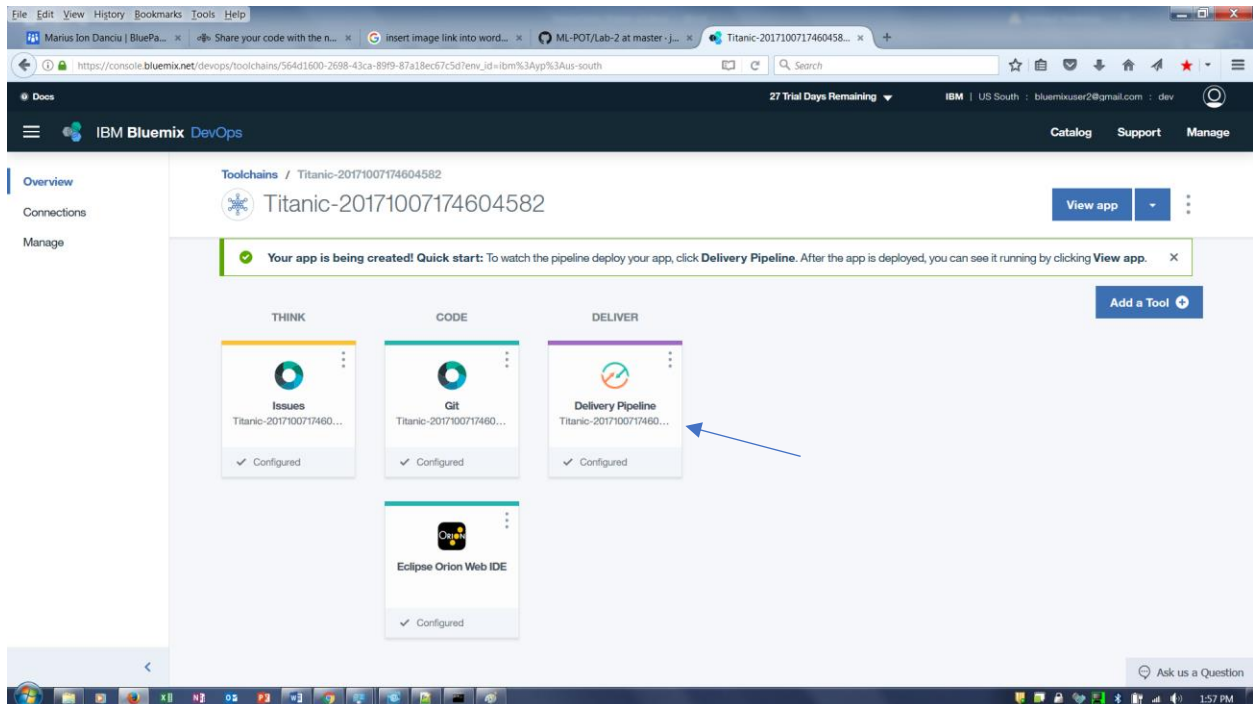 File Edit View History Bookmarks Tools Help
Marius Ion Danciu | BluePa... × Share your code with the n... × insert image link into word... × ML-POT/Lab-2 at master · j... × Titanic-2017100717460458... × +
https://console.bluemix.net/devops/toolchains/564d1600-2698-43ca-89f9-87a18ec67c5d?env_id=ibm%3Ayp%3Aus-south Search
Docs 27 Trial Days Remaining IBM | US South : bluemixuser2@gmail.com : dev
IBM Bluemix DevOps Catalog Support Manage
Overview
Connections
Manage
Toolchains / Titanic-20171007174604582
Titanic-20171007174604582
View app
Your app is being created! Quick start: To watch the pipeline deploy your app, click Delivery Pipeline. After the app is deployed, you can see it running by clicking View app. ×
Add a Tool
THINK CODE DELIVER
Issues Git Delivery Pipeline
Titanic-2017100717460... Titanic-2017100717460... Titanic-2017100717460...
Configured Configured Configured
ORION
Eclipse Orion Web IDE
Configured
Ask us a Question
1:57 PM